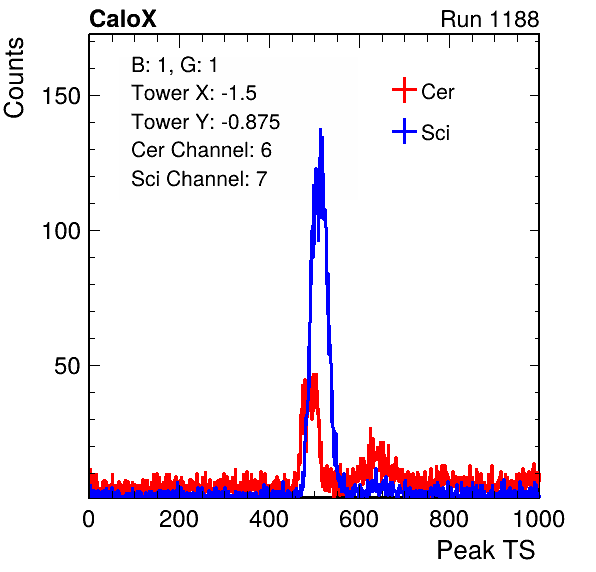 CaloX Run 1188
Counts
B: 1, G: 1
Tower X: -1.5
Tower Y: -0.875
Cer Channel: 6
Sci Channel: 7
Cer
Sci
150
100
50
0 200 400 600 800 1000
Peak TS